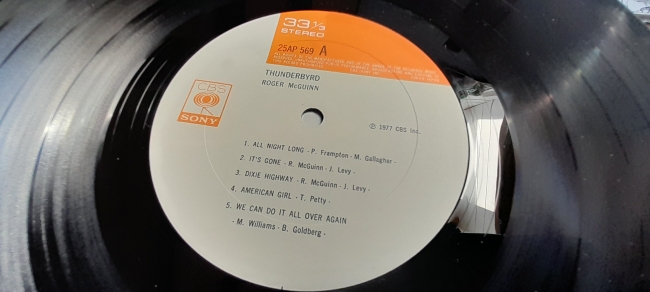 33 1/3
STEREO
25AP 569 A
THUNDERBYRD
ROGER McGUINN
CBS
SONY
℗ 1977 CBS Inc.
1. ALL NIGHT LONG - P. Frampton - M. Gallagher -
2. IT'S GONE - R. McGuinn - J. Levy -
3. DIXIE HIGHWAY - R. McGuinn - J. Levy -
4. AMERICAN GIRL - T. Petty -
5. WE CAN DO IT ALL OVER AGAIN
- M. Williams - B. Goldberg -